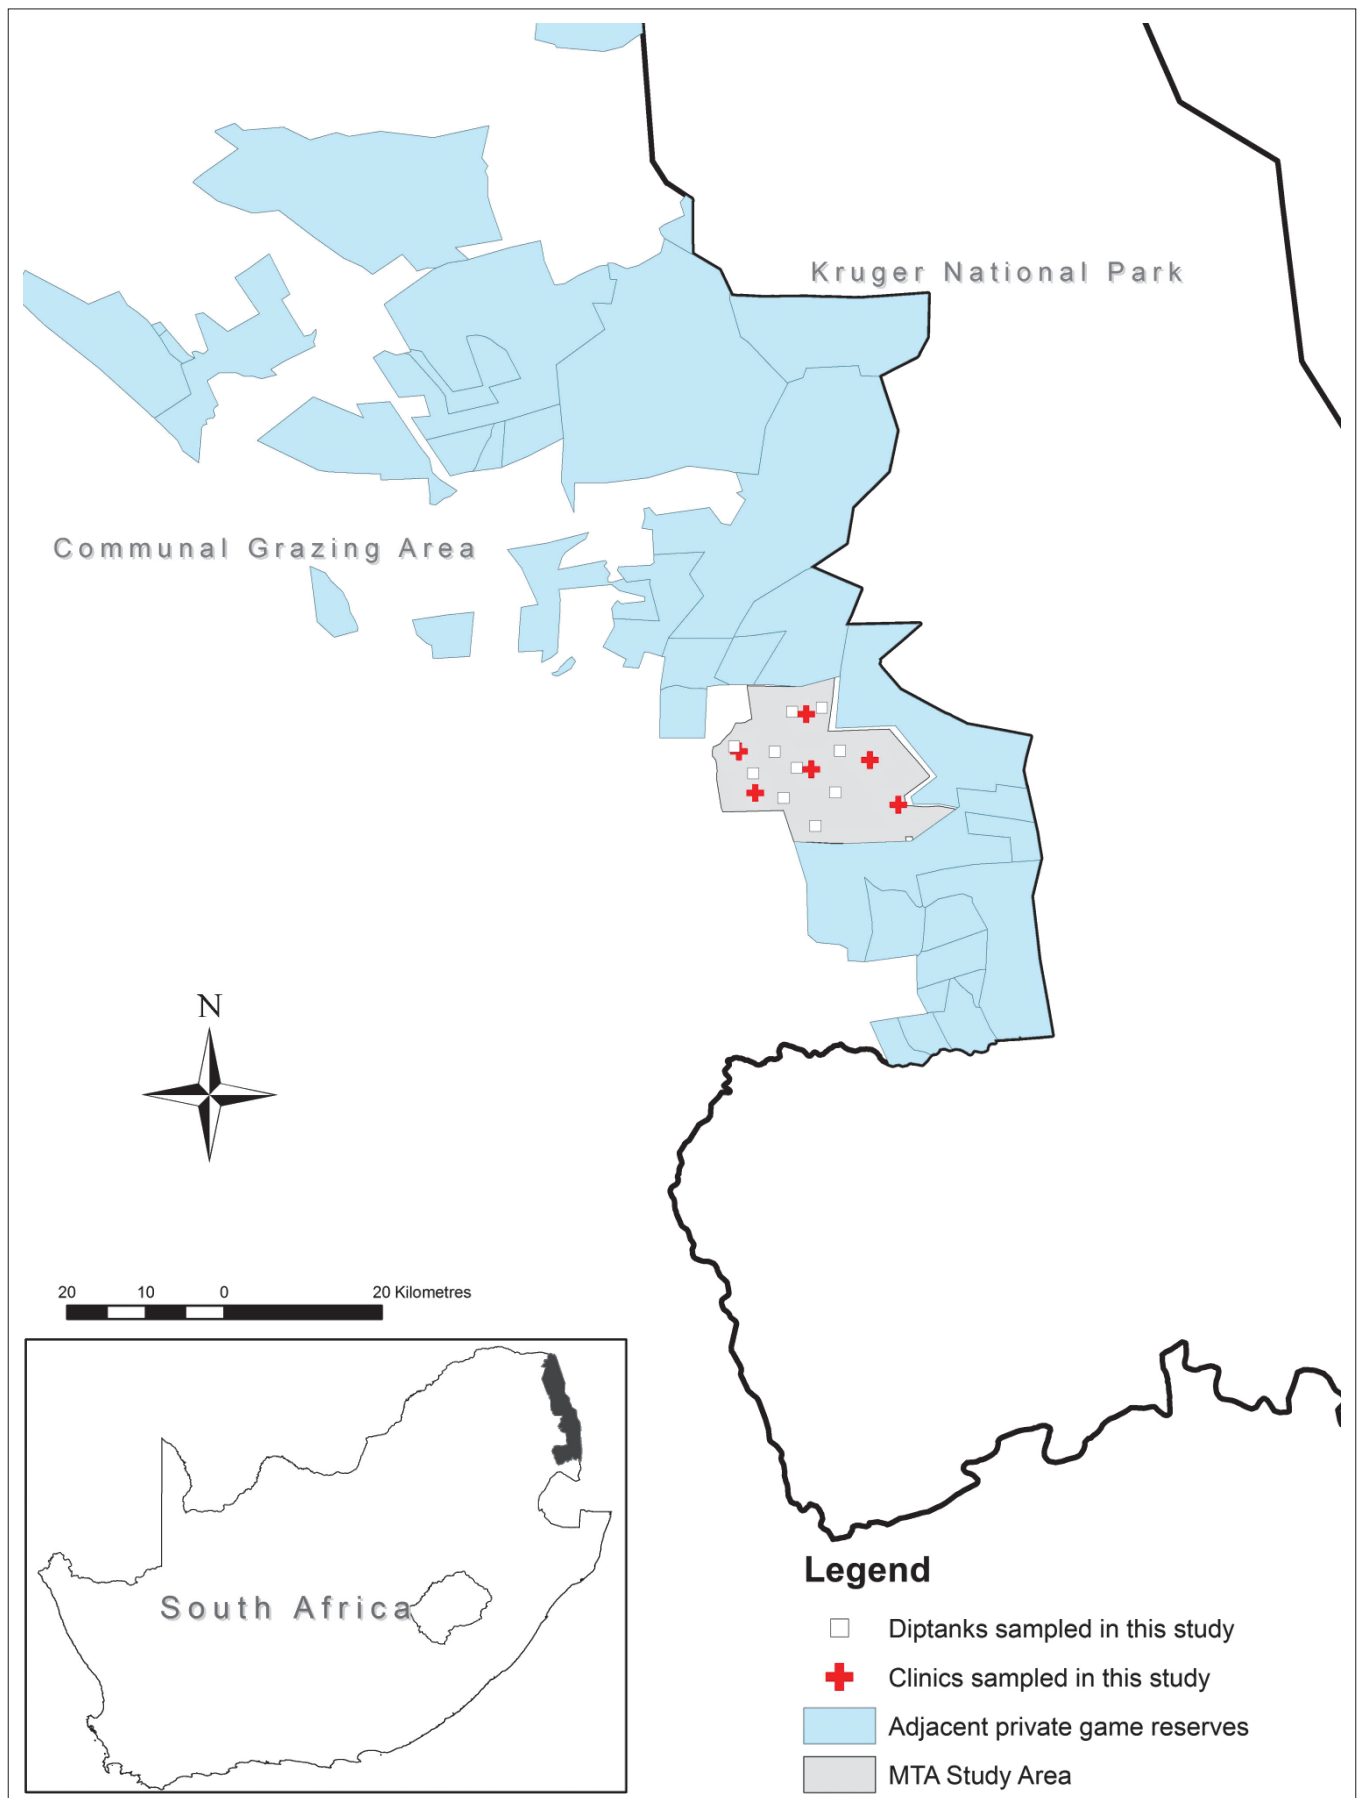 Kruger National Park
Communal Grazing Area
N
20 10 0 20 Kilometres
South Africa
Legend
Diptanks sampled in this study
Clinics sampled in this study
Adjacent private game reserves
MTA Study Area